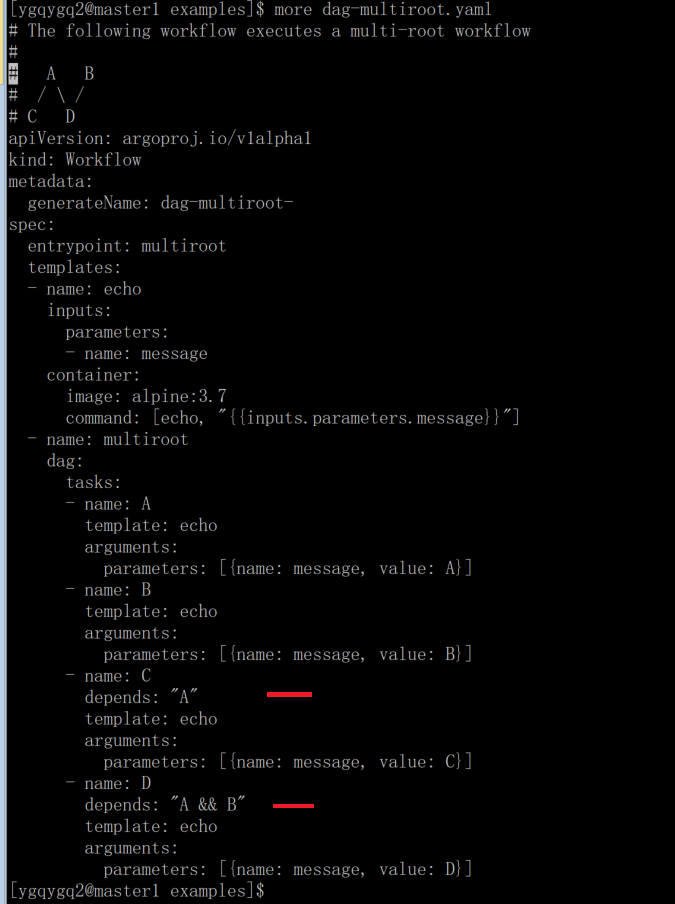 [ygqygq2@master1 examples]$ more dag-multiroot.yaml
# The following workflow executes a multi-root workflow
#
#   A   B
#  / \ /
# C   D
apiVersion: argoproj.io/v1alpha1
kind: Workflow
metadata:
  generateName: dag-multiroot-
spec:
  entrypoint: multiroot
  templates:
  - name: echo
    inputs:
      parameters:
      - name: message
    container:
      image: alpine:3.7
      command: [echo, "{{inputs.parameters.message}}"]
  - name: multiroot
    dag:
      tasks:
      - name: A
        template: echo
        arguments:
          parameters: [{name: message, value: A}]
      - name: B
        template: echo
        arguments:
          parameters: [{name: message, value: B}]
      - name: C
        depends: "A"
        template: echo
        arguments:
          parameters: [{name: message, value: C}]
      - name: D
        depends: "A && B"
        template: echo
        arguments:
          parameters: [{name: message, value: D}]
[ygqygq2@master1 examples]$